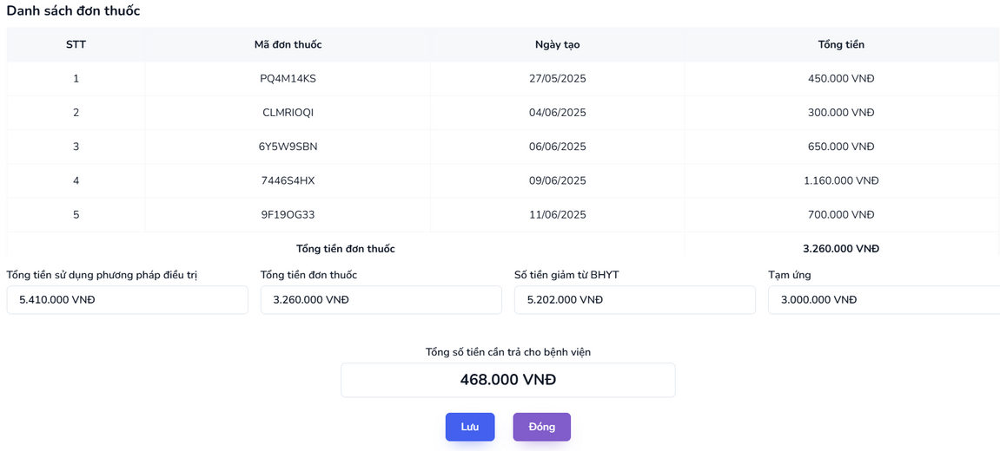 Danh sách đơn thuốc
STT Mã đơn thuốc Ngày tạo Tổng tiền
1 PQ4M14KS 27/05/2025 450.000 VNĐ
2 CLMRIOQI 04/06/2025 300.000 VNĐ
3 6Y5W9SBN 06/06/2025 650.000 VNĐ
4 7446S4HX 09/06/2025 1.160.000 VNĐ
5 9F19OG33 11/06/2025 700.000 VNĐ
Tổng tiền đơn thuốc 3.260.000 VNĐ
Tổng tiền sử dụng phương pháp điều trị Tổng tiền đơn thuốc Số tiền giảm từ BHYT Tạm ứng
5.410.000 VNĐ 3.260.000 VNĐ 5.202.000 VNĐ 3.000.000 VNĐ
Tổng số tiền cần trả cho bệnh viện
468.000 VNĐ
Lưu Đóng